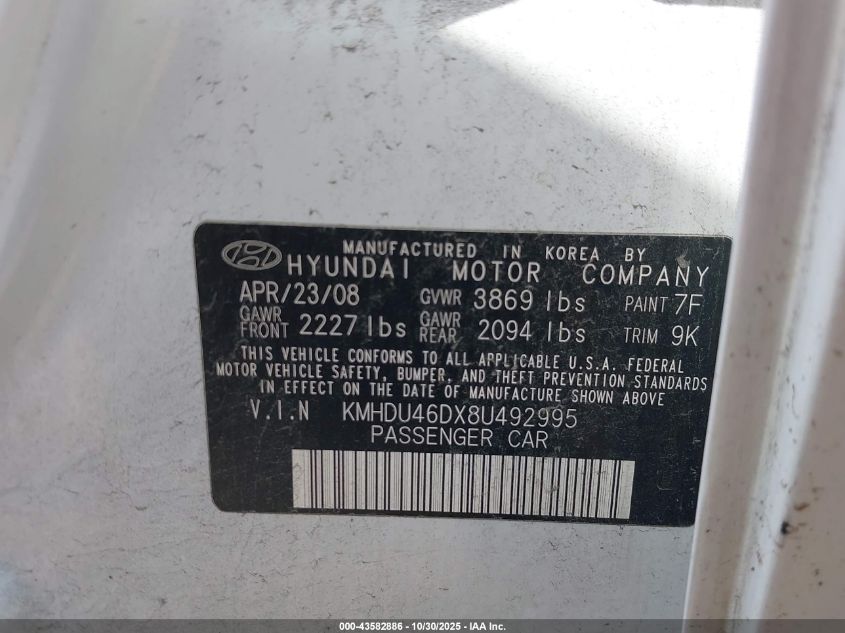 MANUFACTURED IN KOREA BY
HYUNDAI MOTOR COMPANY
APR/23/08 GVWR 3869 lbs PAINT 7F
GAWR FRONT 2227 lbs GAWR REAR 2094 lbs TRIM 9K
THIS VEHICLE CONFORMS TO ALL APPLICABLE U.S.A. FEDERAL
MOTOR VEHICLE SAFETY, BUMPER, AND THEFT PREVENTION STANDARDS
IN EFFECT ON THE DATE OF MANUFACTURE SHOWN ABOVE
V.I.N KMHDU46DX8U492995
PASSENGER CAR
000-43582886 - 10/30/2025 - IAA Inc.